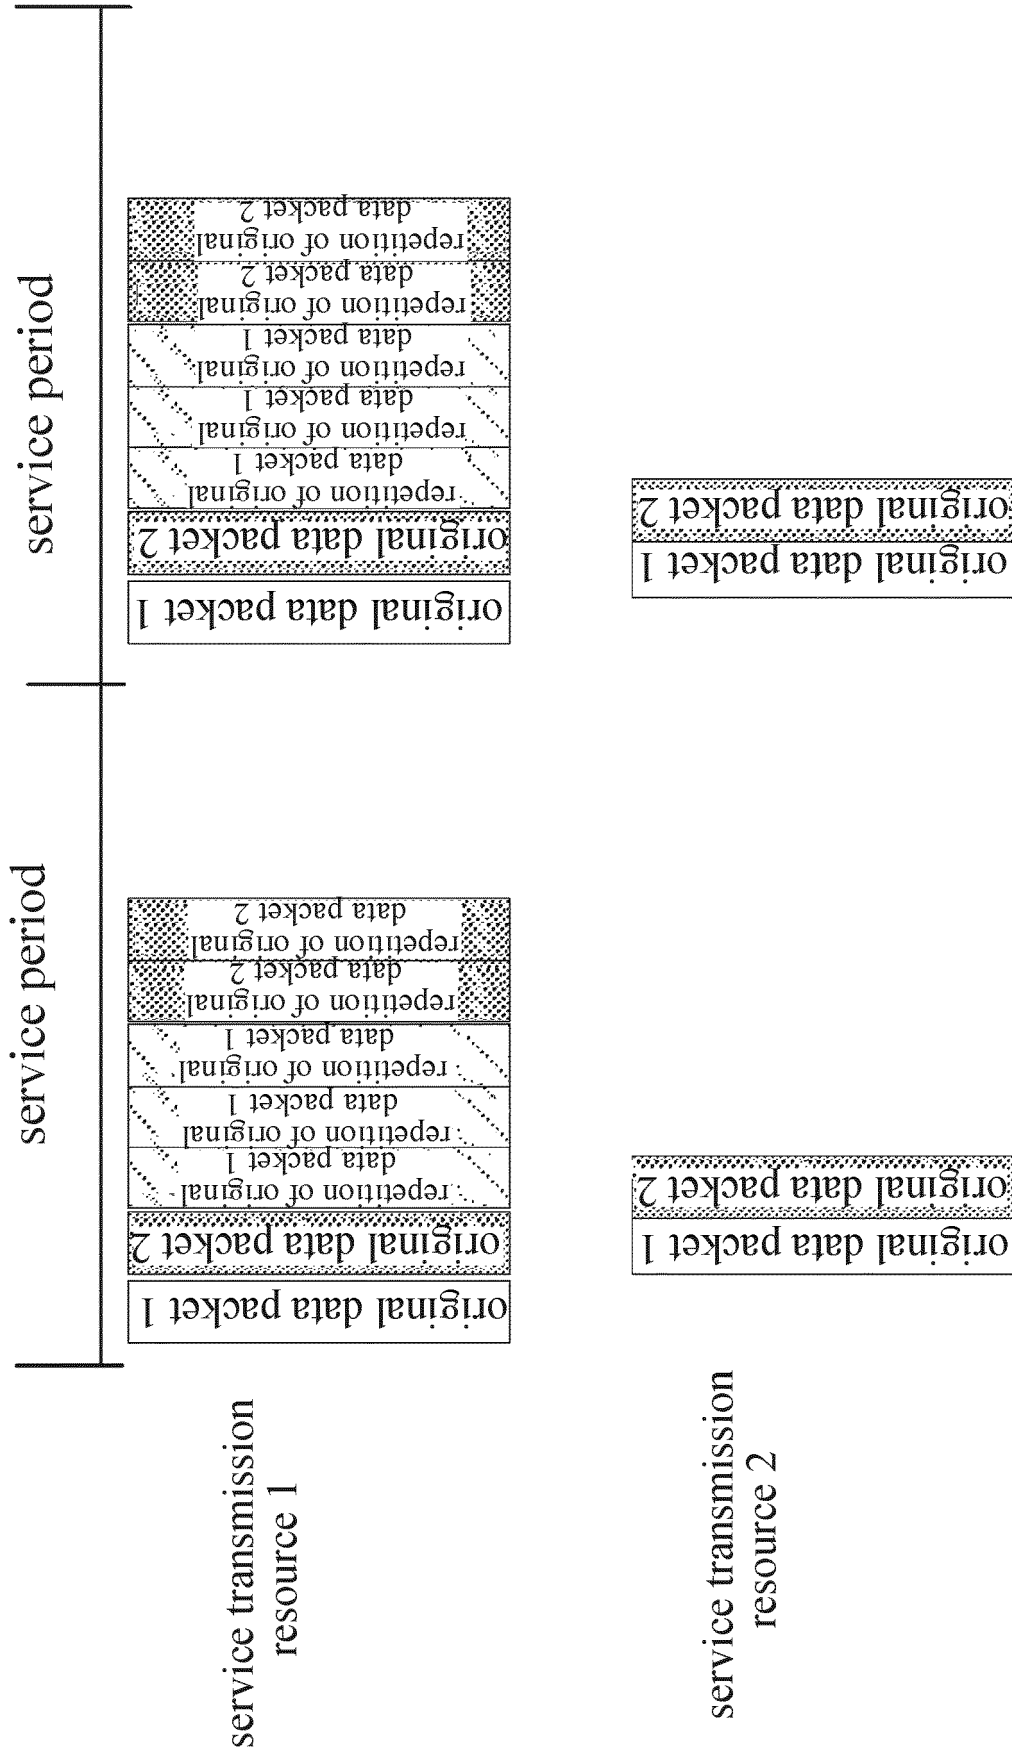 service period
service period
service transmission
resource 1
original data packet 1
original data packet 2
repetition of original
data packet 1
repetition of original
data packet 1
repetition of original
data packet 1
repetition of original
data packet 2
repetition of original
data packet 2
original data packet 1
original data packet 2
repetition of original
data packet 1
repetition of original
data packet 1
repetition of original
data packet 1
repetition of original
data packet 2
repetition of original
data packet 2
service transmission
resource 2
original data packet 1
original data packet 2
original data packet 1
original data packet 2